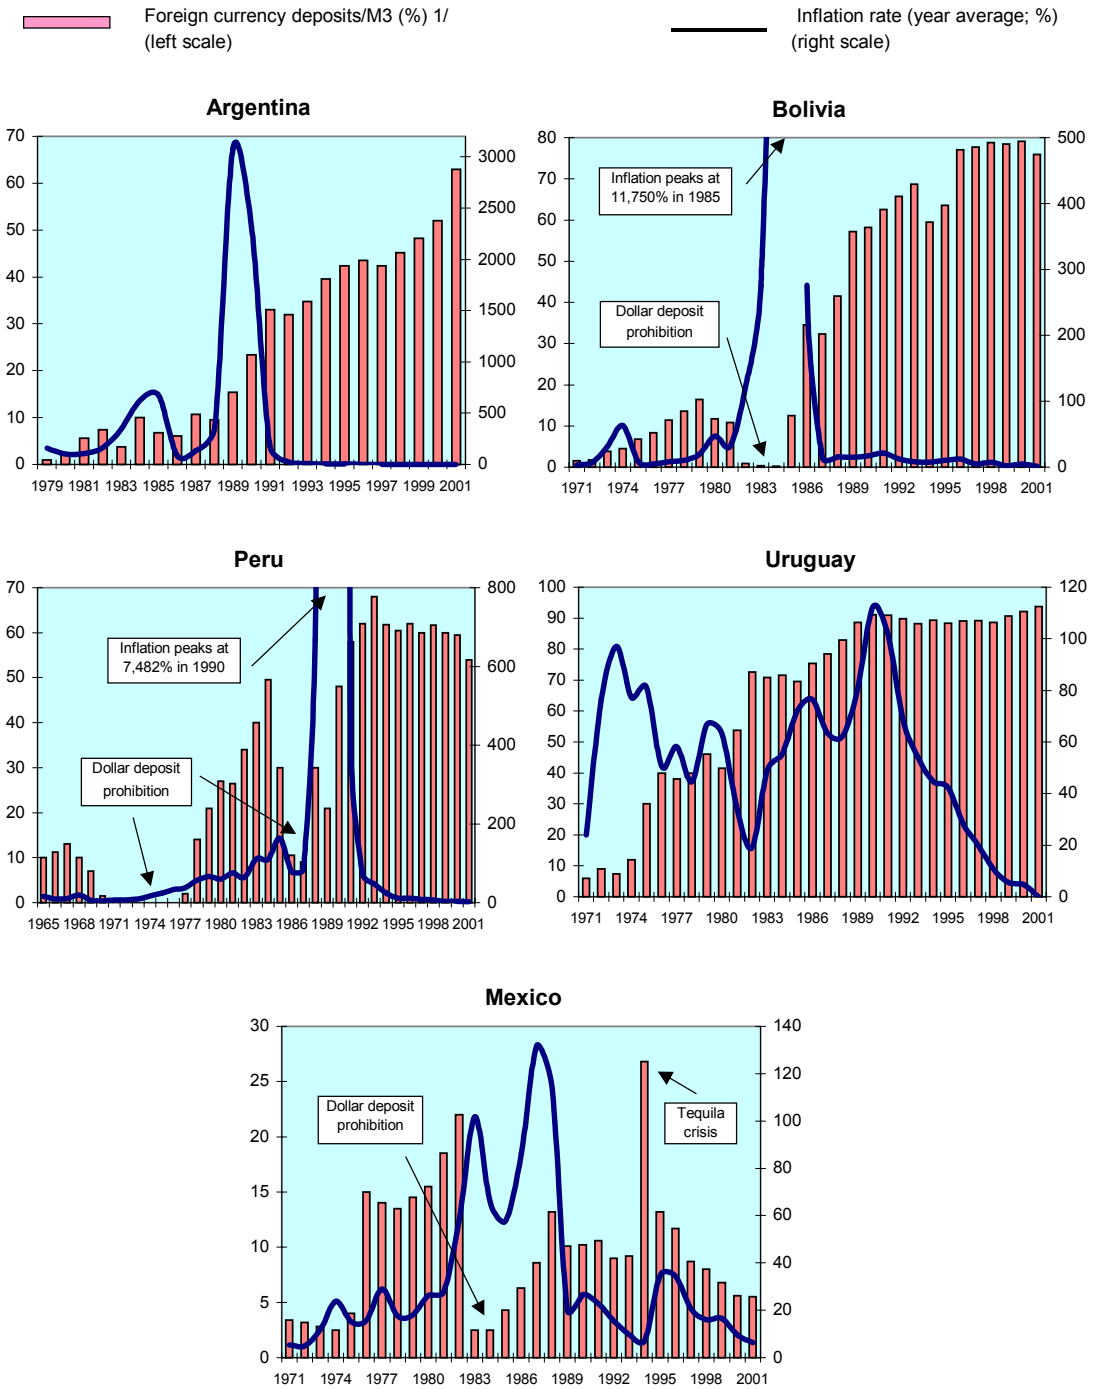 Foreign currency deposits/M3 (%) 1/
(left scale)
Inflation rate (year average; %)
(right scale)
Argentina
70
60
50
40
30
20
10
0
3000
2500
2000
1500
1000
500
0
1979 1981 1983 1985 1987 1989 1991 1993 1995 1997 1999 2001
Bolivia
80
70
60
50
40
30
20
10
0
500
400
300
200
100
0
Inflation peaks at
11,750% in 1985
Dollar deposit
prohibition
1971 1974 1977 1980 1983 1986 1989 1992 1995 1998 2001
Peru
70
60
50
40
30
20
10
0
800
600
400
200
0
Inflation peaks at
7,482% in 1990
Dollar deposit
prohibition
1965 1968 1971 1974 1977 1980 1983 1986 1989 1992 1995 1998 2001
Uruguay
100
90
80
70
60
50
40
30
20
10
0
120
100
80
60
40
20
0
1971 1974 1977 1980 1983 1986 1989 1992 1995 1998 2001
Mexico
30
25
20
15
10
5
0
140
120
100
80
60
40
20
0
Dollar deposit
prohibition
Tequila
crisis
1971 1974 1977 1980 1983 1986 1989 1992 1995 1998 2001